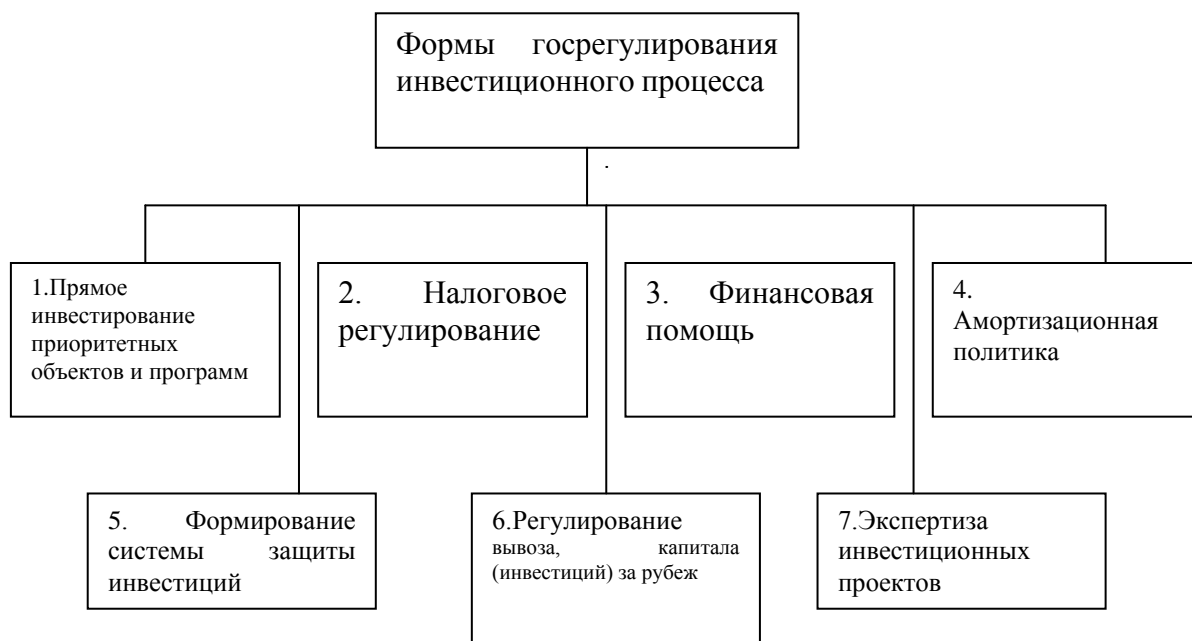 Формы госрегулирования
инвестиционного процесса
.
1.Прямое
инвестирование
приоритетных
объектов и программ
2. Налоговое
регулирование
3. Финансовая
помощь
4.
Амортизационная
политика
5. Формирование
системы защиты
инвестиций
6.Регулирование
вывоза, капитала
(инвестиций) за рубеж
7.Экспертиза
инвестиционных
проектов